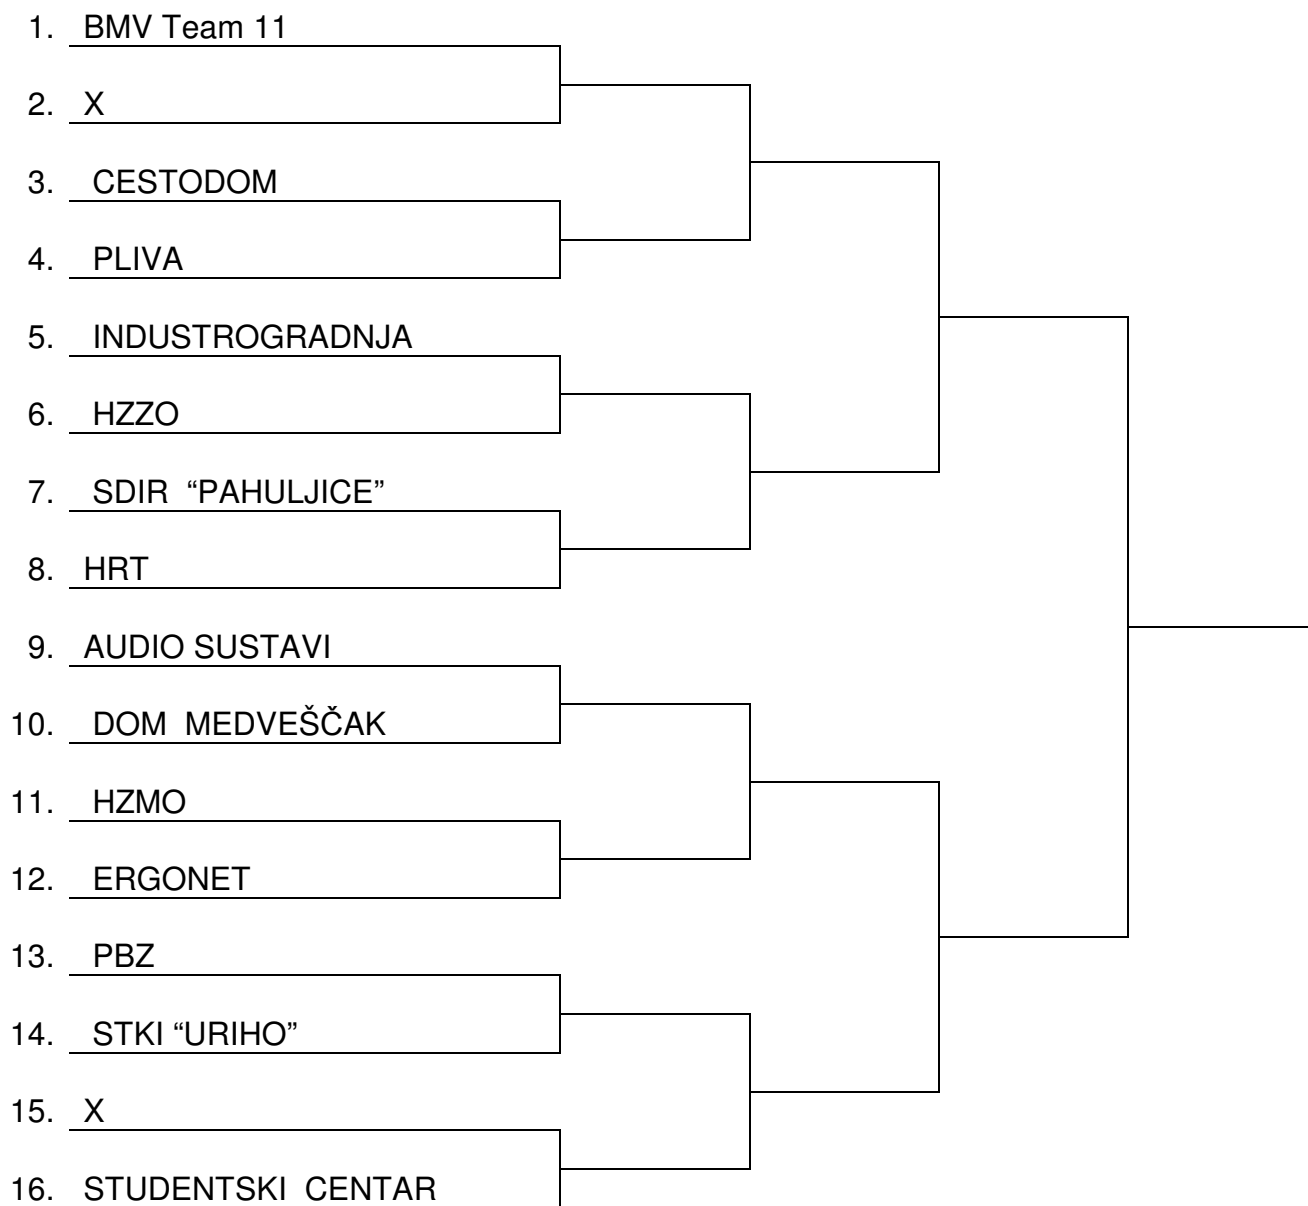 1. BMV Team 11
2. X
3. CESTODOM
4. PLIVA
5. INDUSTROGRADNJA
6. HZZO
7. SDIR “PAHULJICE”
8. HRT
9. AUDIO SUSTAVI
10. DOM MEDVEŠČAK
11. HZMO
12. ERGONET
13. PBZ
14. STKI “URIHO”
15. X
16. STUDENTSKI CENTAR